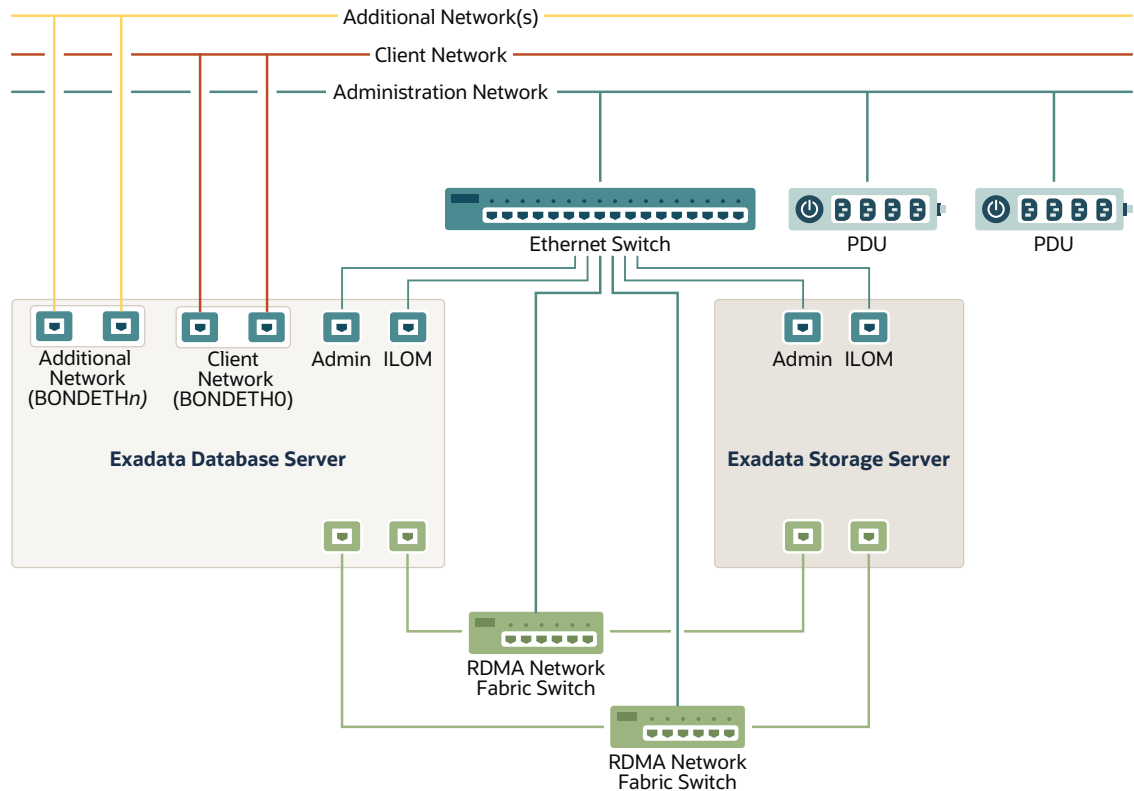 Additional Network(s)
Client Network
Administration Network
Ethernet Switch
PDU
PDU
Additional
Network
(BONDETHn)
Client
Network
(BONDETH0)
Admin
ILOM
Admin
ILOM
Exadata Database Server
Exadata Storage Server
RDMA Network
Fabric Switch
RDMA Network
Fabric Switch